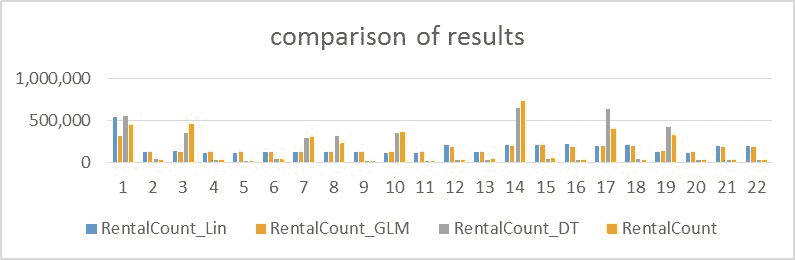 comparison of results
1,000,000
500,000
0
1 2 3 4 5 6 7 8 9 10 11 12 13 14 15 16 17 18 19 20 21 22
RentalCount_Lin RentalCount_GLM RentalCount_DT RentalCount